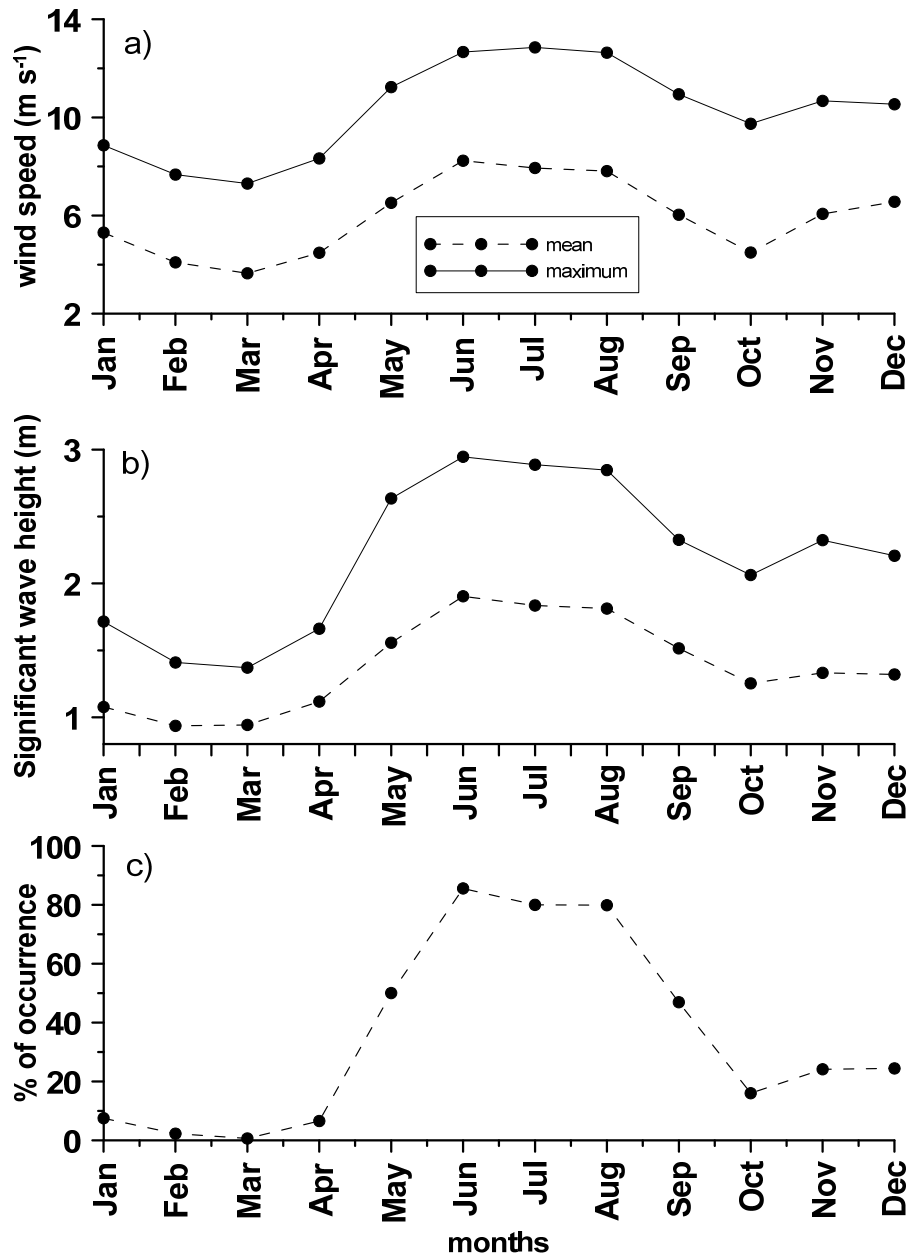 a)
wind speed (m s-1)
14
10
6
2
mean
maximum
Jan
Feb
Mar
Apr
May
Jun
Jul
Aug
Sep
Oct
Nov
Dec
b)
Significant wave height (m)
3
2
1
Jan
Feb
Mar
Apr
May
Jun
Jul
Aug
Sep
Oct
Nov
Dec
c)
% of occurrence
100
80
60
40
20
0
Jan
Feb
Mar
Apr
May
Jun
Jul
Aug
Sep
Oct
Nov
Dec
months